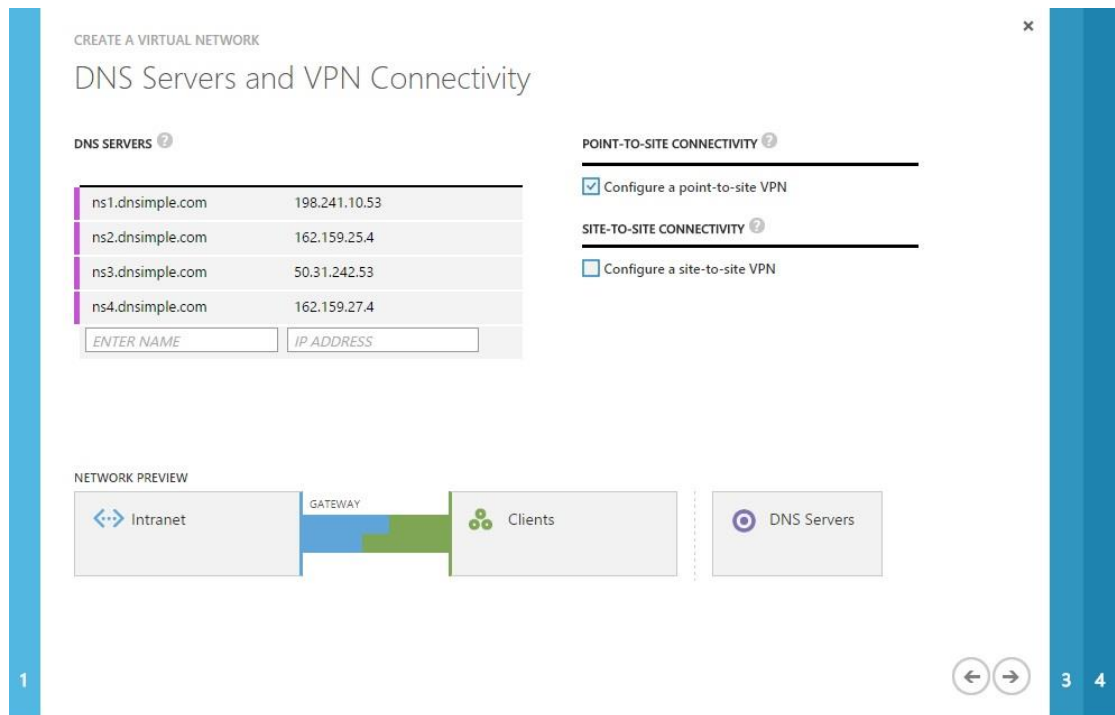 CREATE A VIRTUAL NETWORK
DNS Servers and VPN Connectivity
DNS SERVERS
ns1.dnsimple.com 198.241.10.53
ns2.dnsimple.com 162.159.25.4
ns3.dnsimple.com 50.31.242.53
ns4.dnsimple.com 162.159.27.4
ENTER NAME IP ADDRESS
POINT-TO-SITE CONNECTIVITY
Configure a point-to-site VPN
SITE-TO-SITE CONNECTIVITY
Configure a site-to-site VPN
NETWORK PREVIEW
Intranet
GATEWAY
Clients
DNS Servers
1
3 4